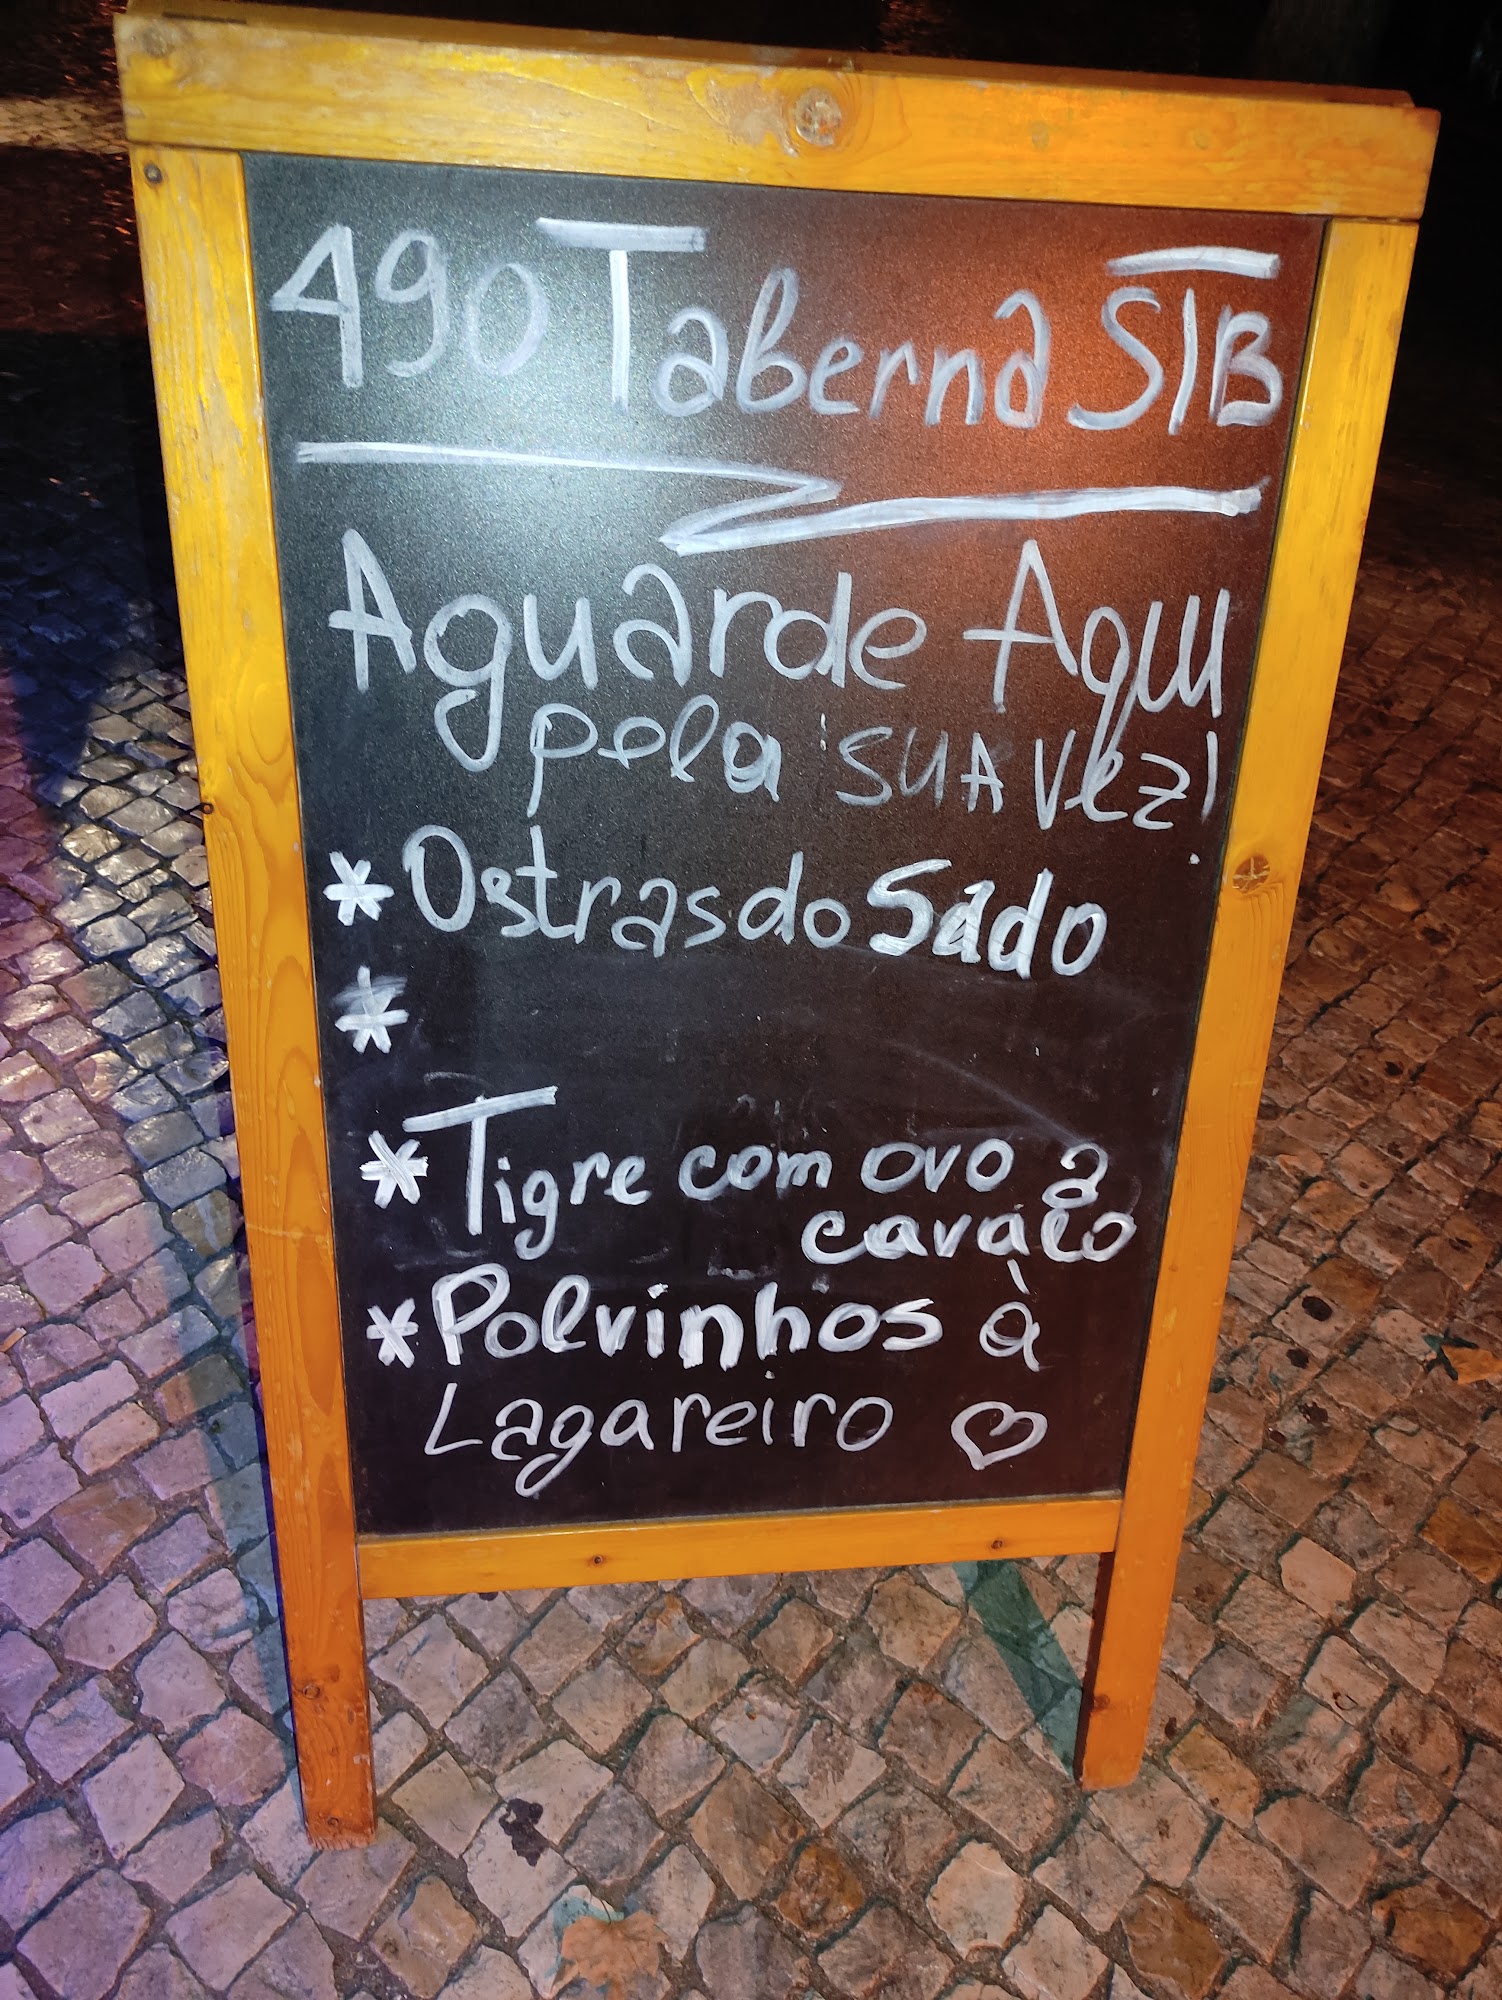 490 Taberna STB
Aguarde Aqui
pela sua vez!
* Ostras do Sado
*
* Tigre com ovo a
cavalo
* Polvinhos à
Lagareiro ♡